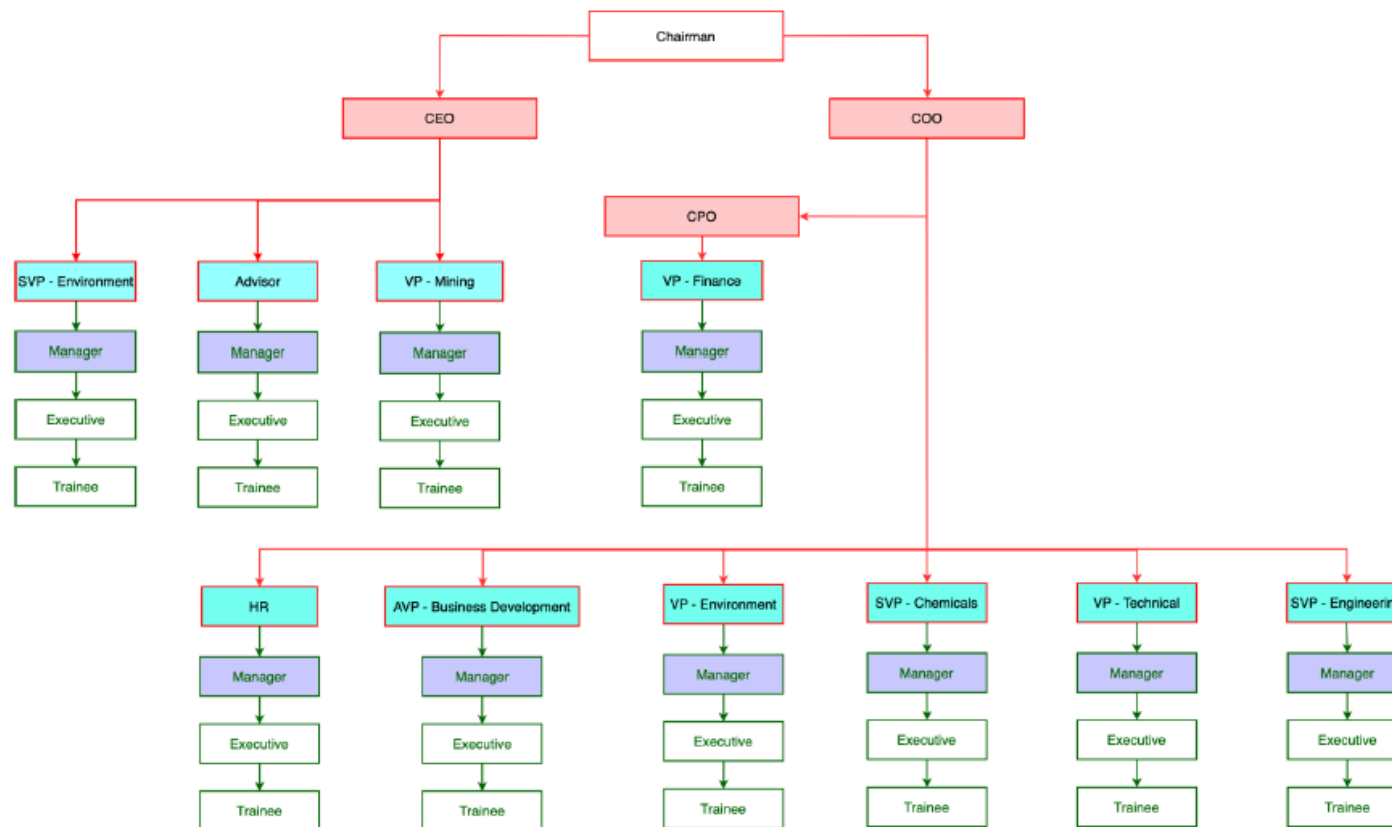 Chairman
CEO
COO
CPO
SVP - Environment
Advisor
VP - Mining
VP - Finance
Manager
Manager
Manager
Manager
Executive
Executive
Executive
Executive
Trainee
Trainee
Trainee
Trainee
HR
AVP - Business Development
VP - Environment
SVP - Chemicals
VP - Technical
SVP - Engineerin
Manager
Manager
Manager
Manager
Manager
Manager
Executive
Executive
Executive
Executive
Executive
Executive
Trainee
Trainee
Trainee
Trainee
Trainee
Trainee